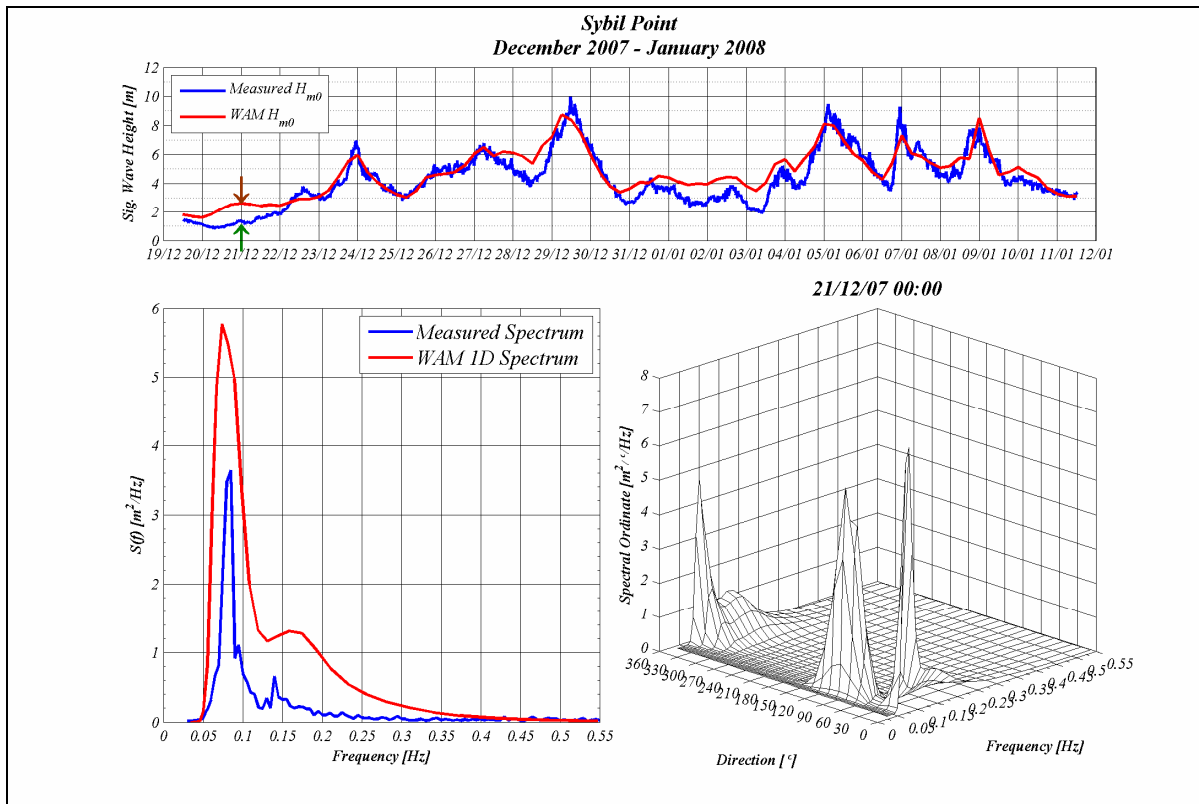 Sybil Point
December 2007 - January 2008
Sig. Wave Height [m]
12
10
8
6
4
2
0
Measured Hm0
WAM Hm0
19/12 20/12 21/12 22/12 23/12 24/12 25/12 26/12 27/12 28/12 29/12 30/12 31/12 01/01 02/01 03/01 04/01 05/01 06/01 07/01 08/01 09/01 10/01 11/01 12/01
S(f) [m²/Hz]
6
5
4
3
2
1
0
Measured Spectrum
WAM 1D Spectrum
0 0.05 0.1 0.15 0.2 0.25 0.3 0.35 0.4 0.45 0.5 0.55
Frequency [Hz]
21/12/07 00:00
Spectral Ordinate [m²/°/Hz]
8
7
6
5
4
3
2
1
0
360 330 300 270 240 210 180 150 120 90 60 30 0
Direction [°]
0 0.05 0.1 0.15 0.2 0.25 0.3 0.35 0.4 0.45 0.5 0.55
Frequency [Hz]